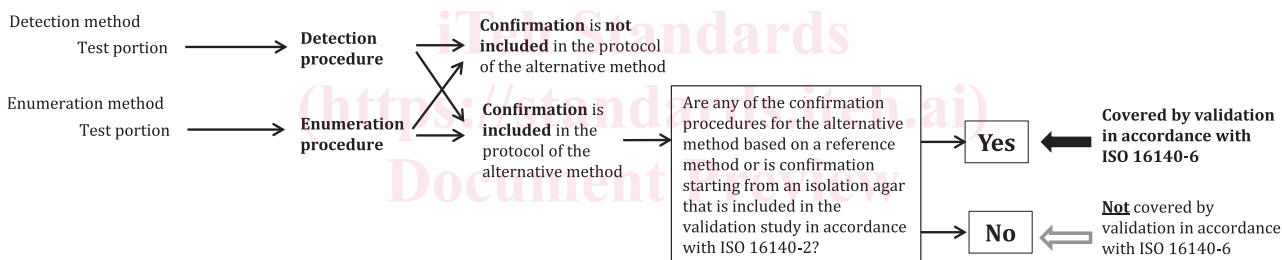 Detection method
Test portion
Detection
procedure
Confirmation is not
included in the protocol
of the alternative method
Enumeration method
Test portion
Enumeration
procedure
Confirmation is
included in the
protocol of the
alternative method
Are any of the confirmation
procedures for the alternative
method based on a reference
method or is confirmation
starting from an isolation agar
that is included in the
validation study in accordance
with ISO 16140-2?
Yes
Covered by validation
in accordance with
ISO 16140-6
No
Not covered by
validation in accordance
with ISO 16140-6
iTeh Standards
(https://standards.iteh.ai)
Document Preview